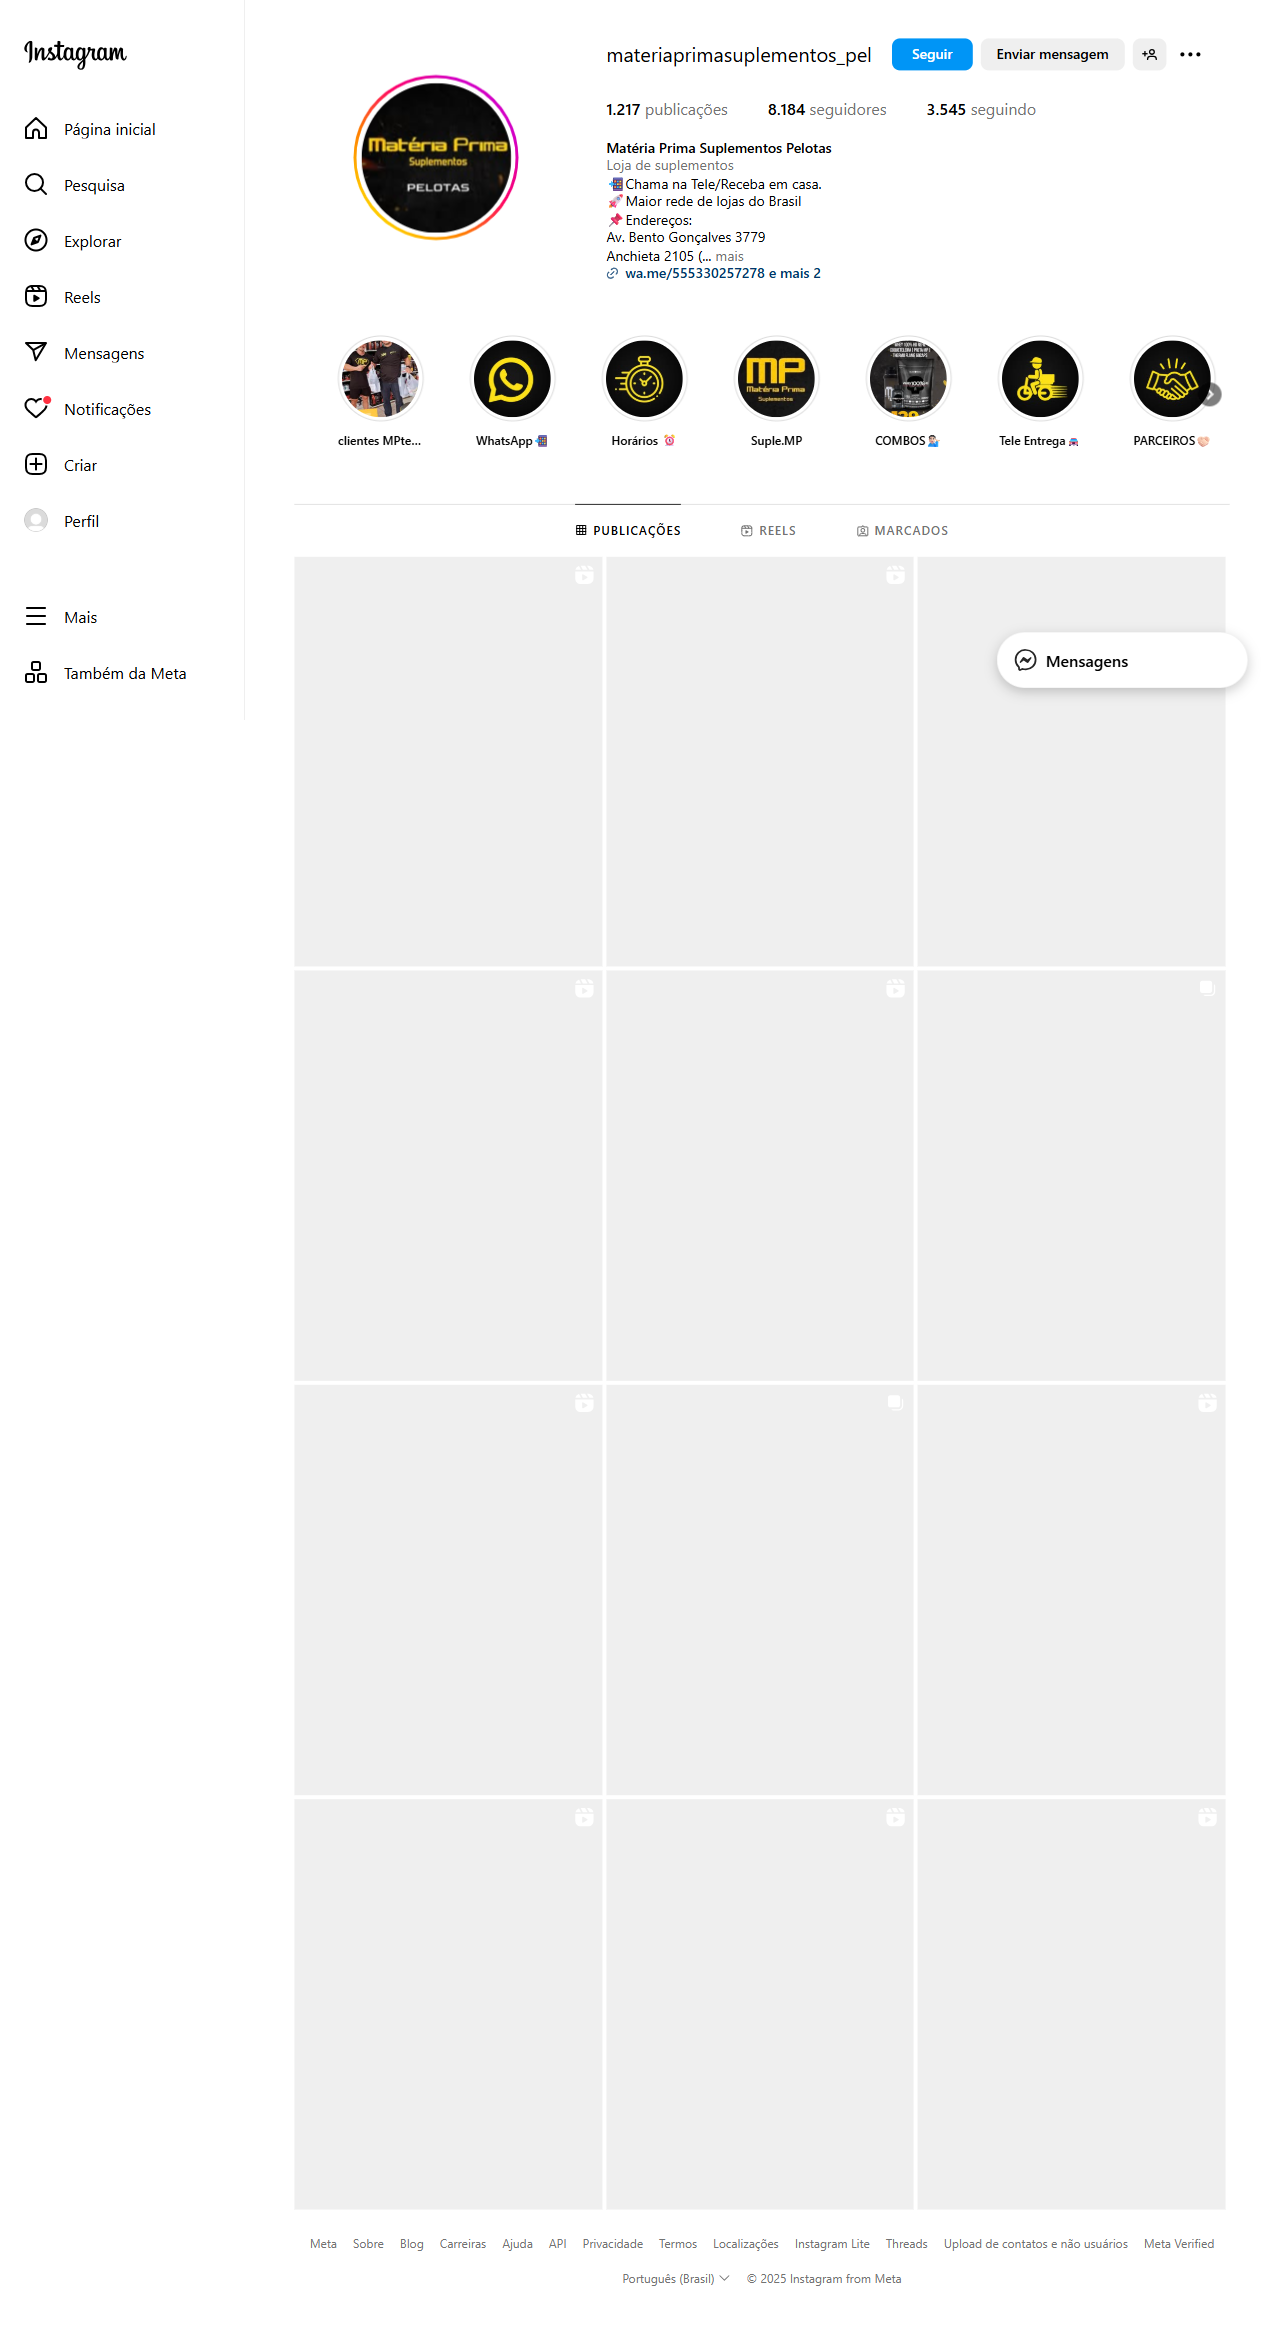 Instagram
Página inicial
Pesquisa
Explorar
Reels
Mensagens
Notificações
Criar
Perfil
Mais
Também da Meta
Matéria Prima
Suplementos
PELOTAS
materiaprimasuplementos_pel
Seguir
Enviar mensagem
1.217 publicações 8.184 seguidores 3.545 seguindo
Matéria Prima Suplementos Pelotas
Loja de suplementos
📲Chama na Tele/Receba em casa.
🚀Maior rede de lojas do Brasil
📌Endereços:
Av. Bento Gonçalves 3779
Anchieta 2105 (... mais
wa.me/555330257278 e mais 2
MP
Matéria Prima
Suplementos
clientes MPte...
WhatsApp📲
Horários ⏰
Suple.MP
COMBOS💁🏻‍♂️
Tele Entrega🚘
PARCEIROS🤝🏻
PUBLICAÇÕES
REELS
MARCADOS
Mensagens
Meta Sobre Blog Carreiras Ajuda API Privacidade Termos Localizações Instagram Lite Threads Upload de contatos e não usuários Meta Verified
Português (Brasil) © 2025 Instagram from Meta